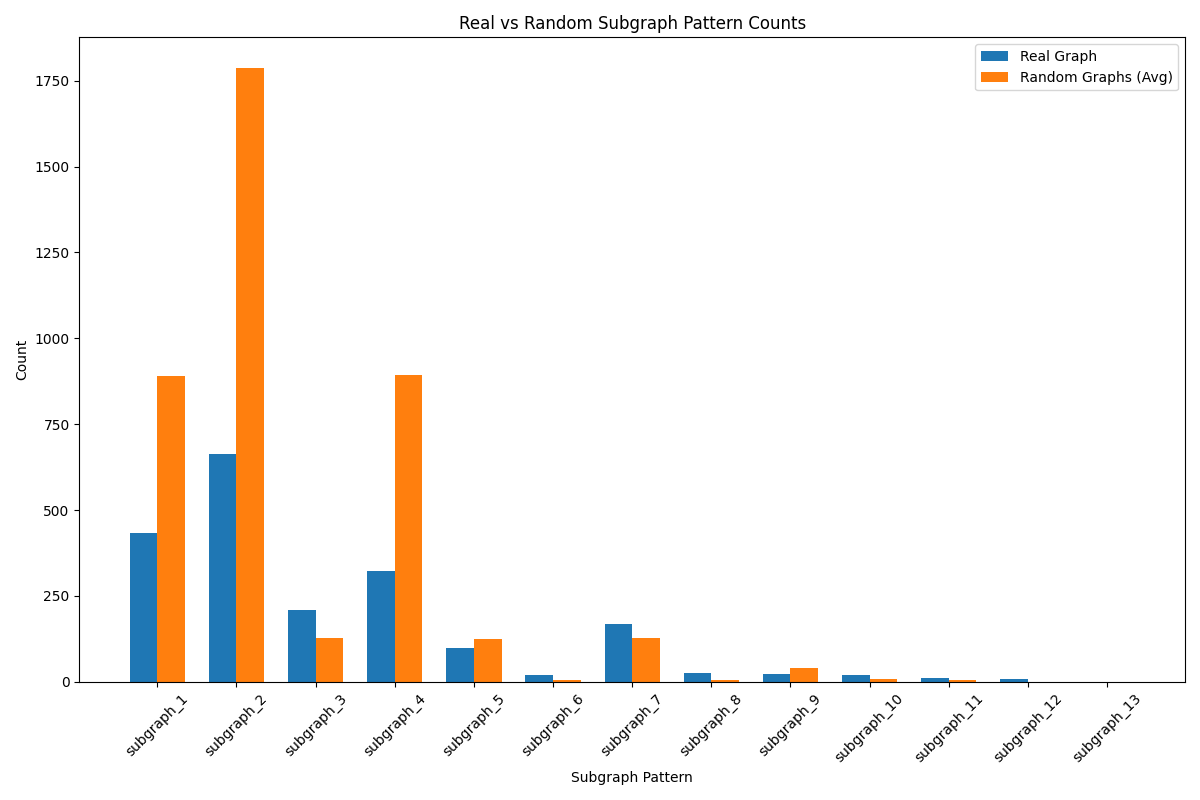 Real vs Random Subgraph Pattern Counts
Real Graph
Random Graphs (Avg)
Count
1750
1500
1250
1000
750
500
250
0
subgraph_1
subgraph_2
subgraph_3
subgraph_4
subgraph_5
subgraph_6
subgraph_7
subgraph_8
subgraph_9
subgraph_10
subgraph_11
subgraph_12
subgraph_13
Subgraph Pattern